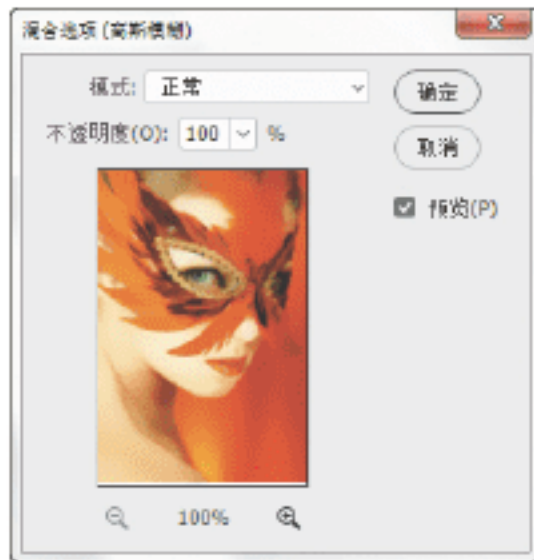 混合选项 (高斯模糊)
模式: 正常
确定
不透明度(O): 100 %
取消
预览(P)
100%